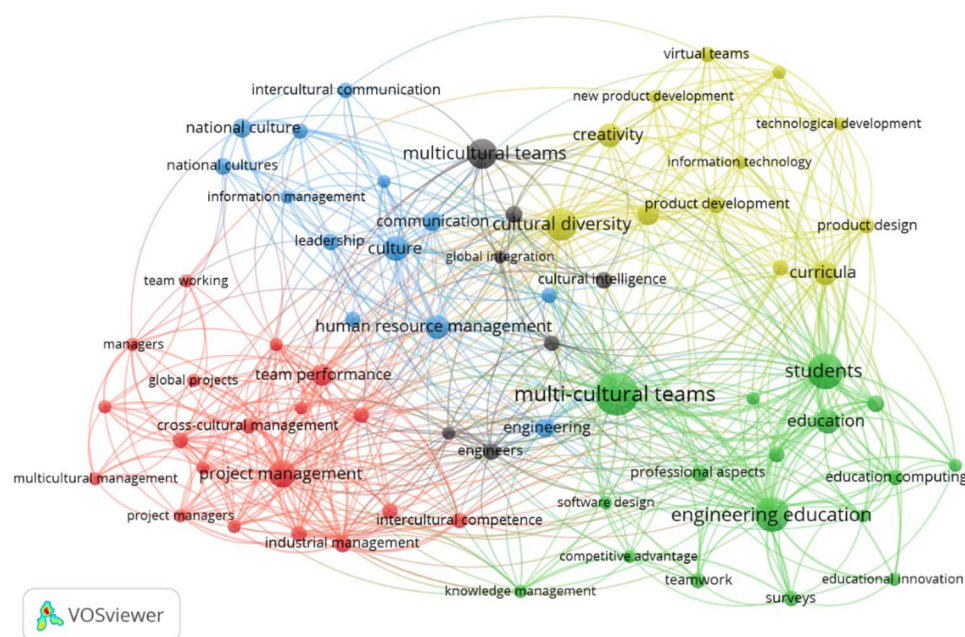 virtual teams
intercultural communication
new product development
national culture
creativity
technological development
multicultural teams
information technology
national cultures
information management
product development
communication
cultural diversity
product design
leadership
culture
global integration
curricula
team working
cultural intelligence
human resource management
managers
students
team performance
global projects
multi-cultural teams
education
cross-cultural management
engineering
engineers
project management
professional aspects
education computing
multicultural management
software design
engineering education
project managers
intercultural competence
industrial management
competitive advantage
teamwork
educational innovation
knowledge management
surveys
VOSviewer